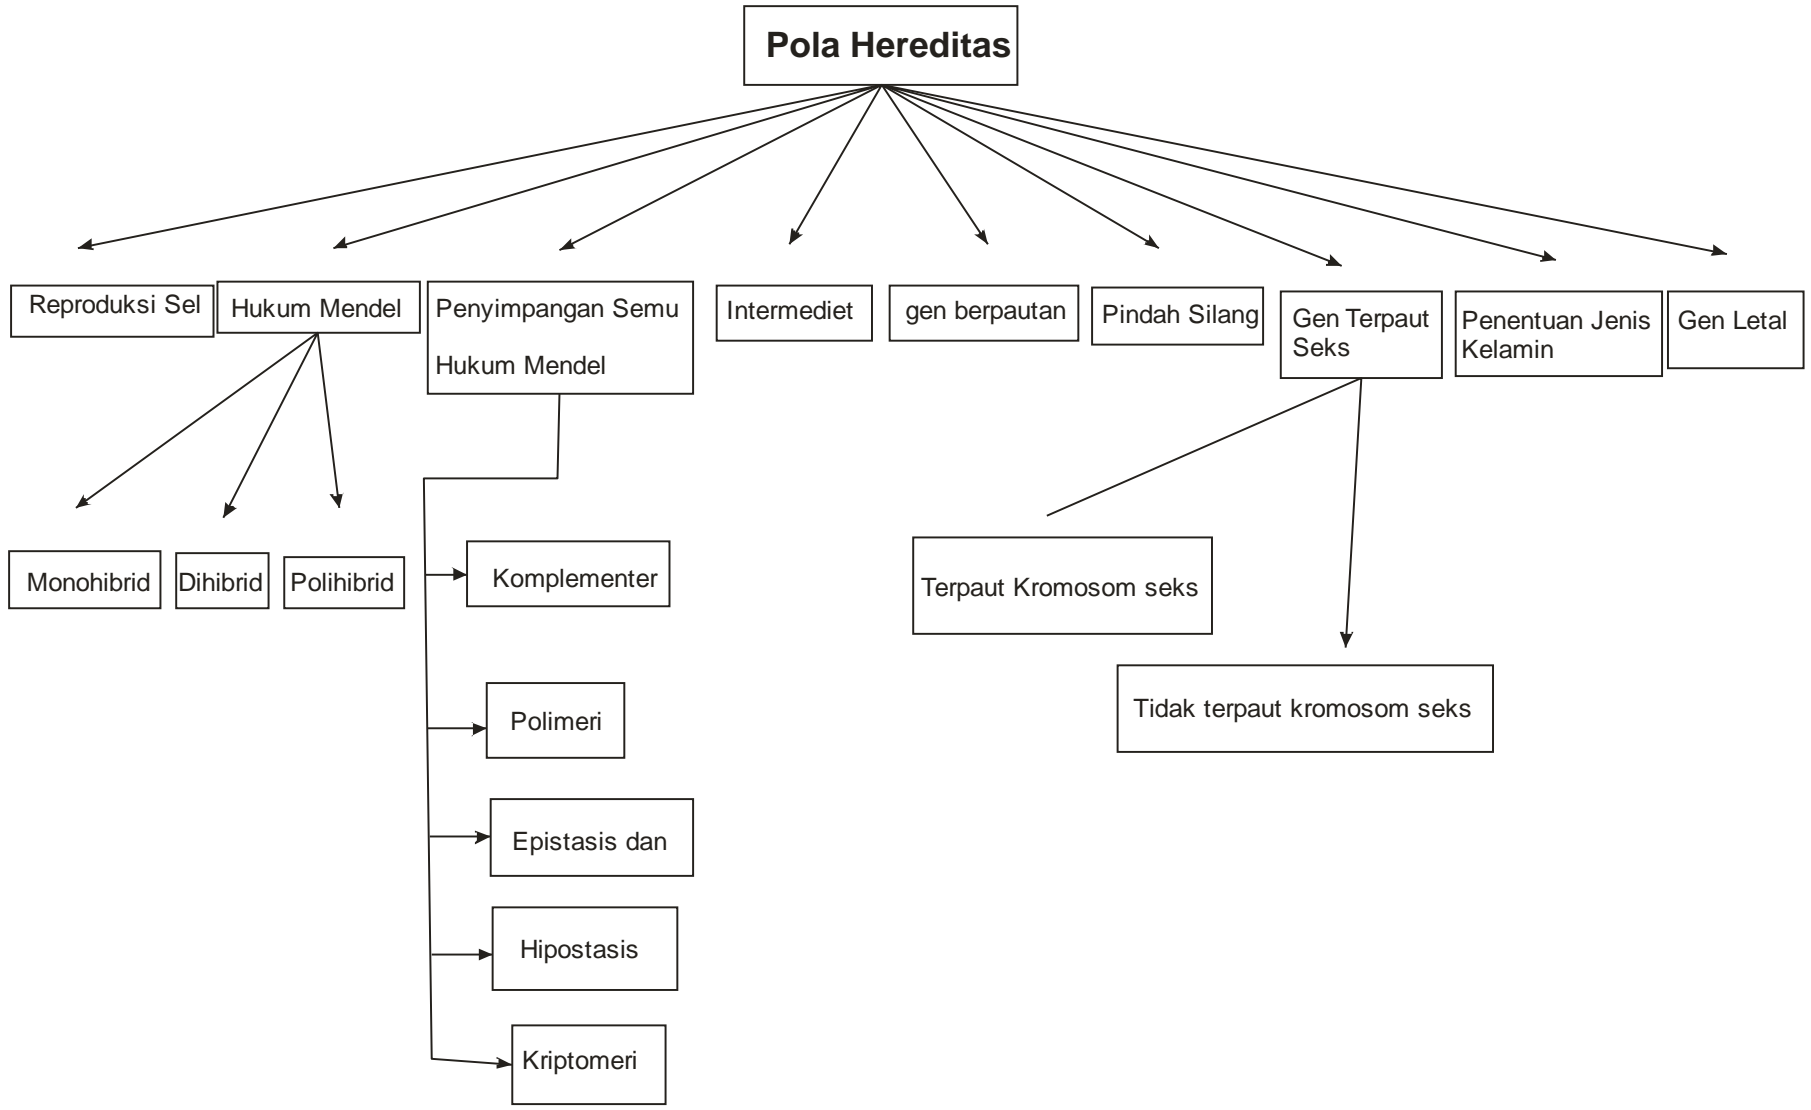 Pola Hereditas
Reproduksi Sel
Hukum Mendel
Penyimpangan Semu
Hukum Mendel
Intermediet
gen berpautan
Pindah Silang
Gen Terpaut
Seks
Penentuan Jenis
Kelamin
Gen Letal
Monohibrid
Dihibrid
Polihibrid
Komplementer
Polimeri
Epistasis dan
Hipostasis
Kriptomeri
Terpaut Kromosom seks
Tidak terpaut kromosom seks